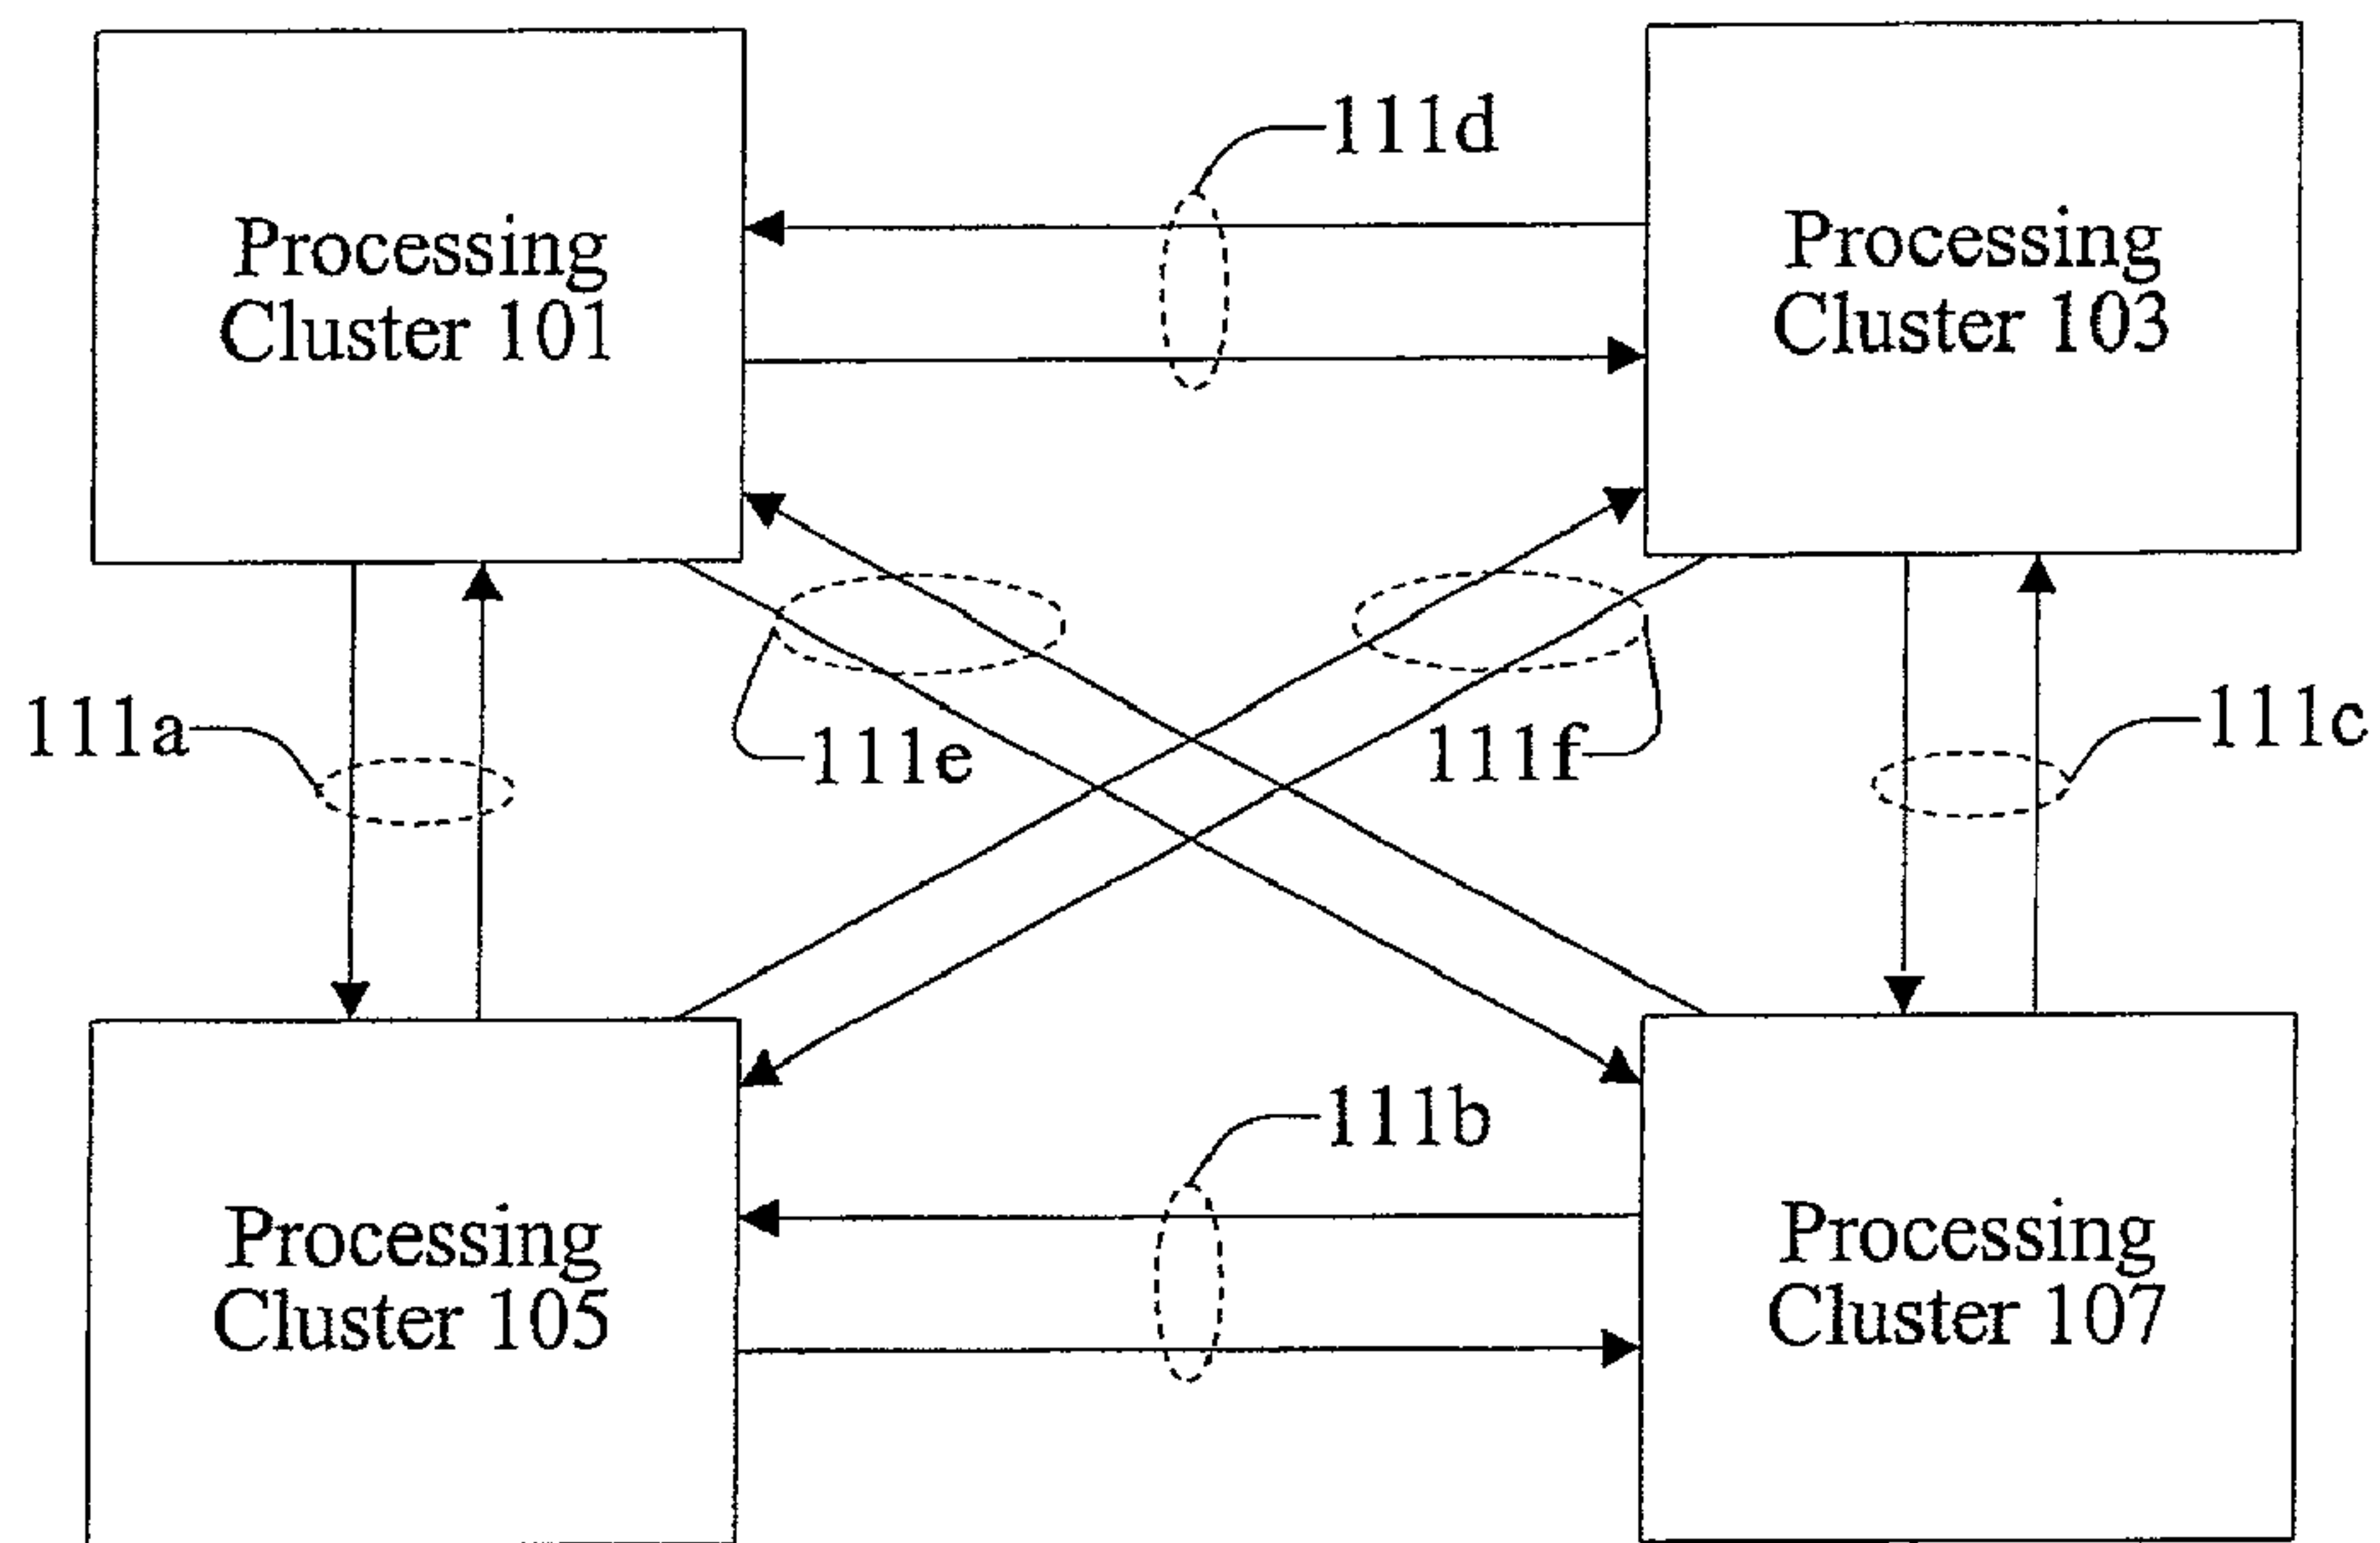 111d
Processing
Cluster 101
Processing
Cluster 103
111a
111e
111f
111c
111b
Processing
Cluster 105
Processing
Cluster 107